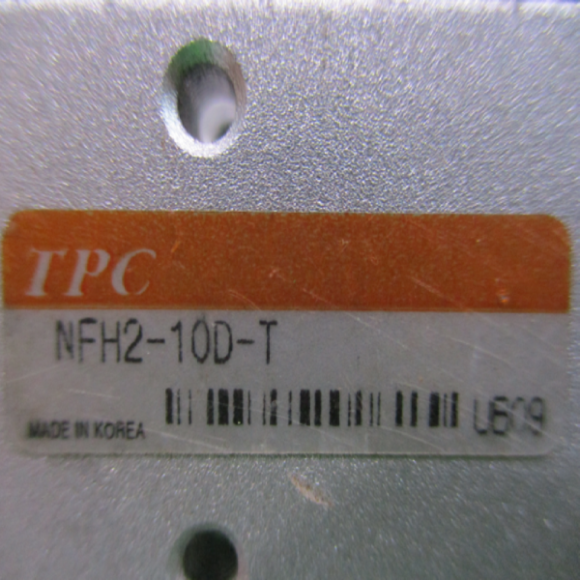 TPC
NFH2-10D-T
MADE IN KOREA
U609